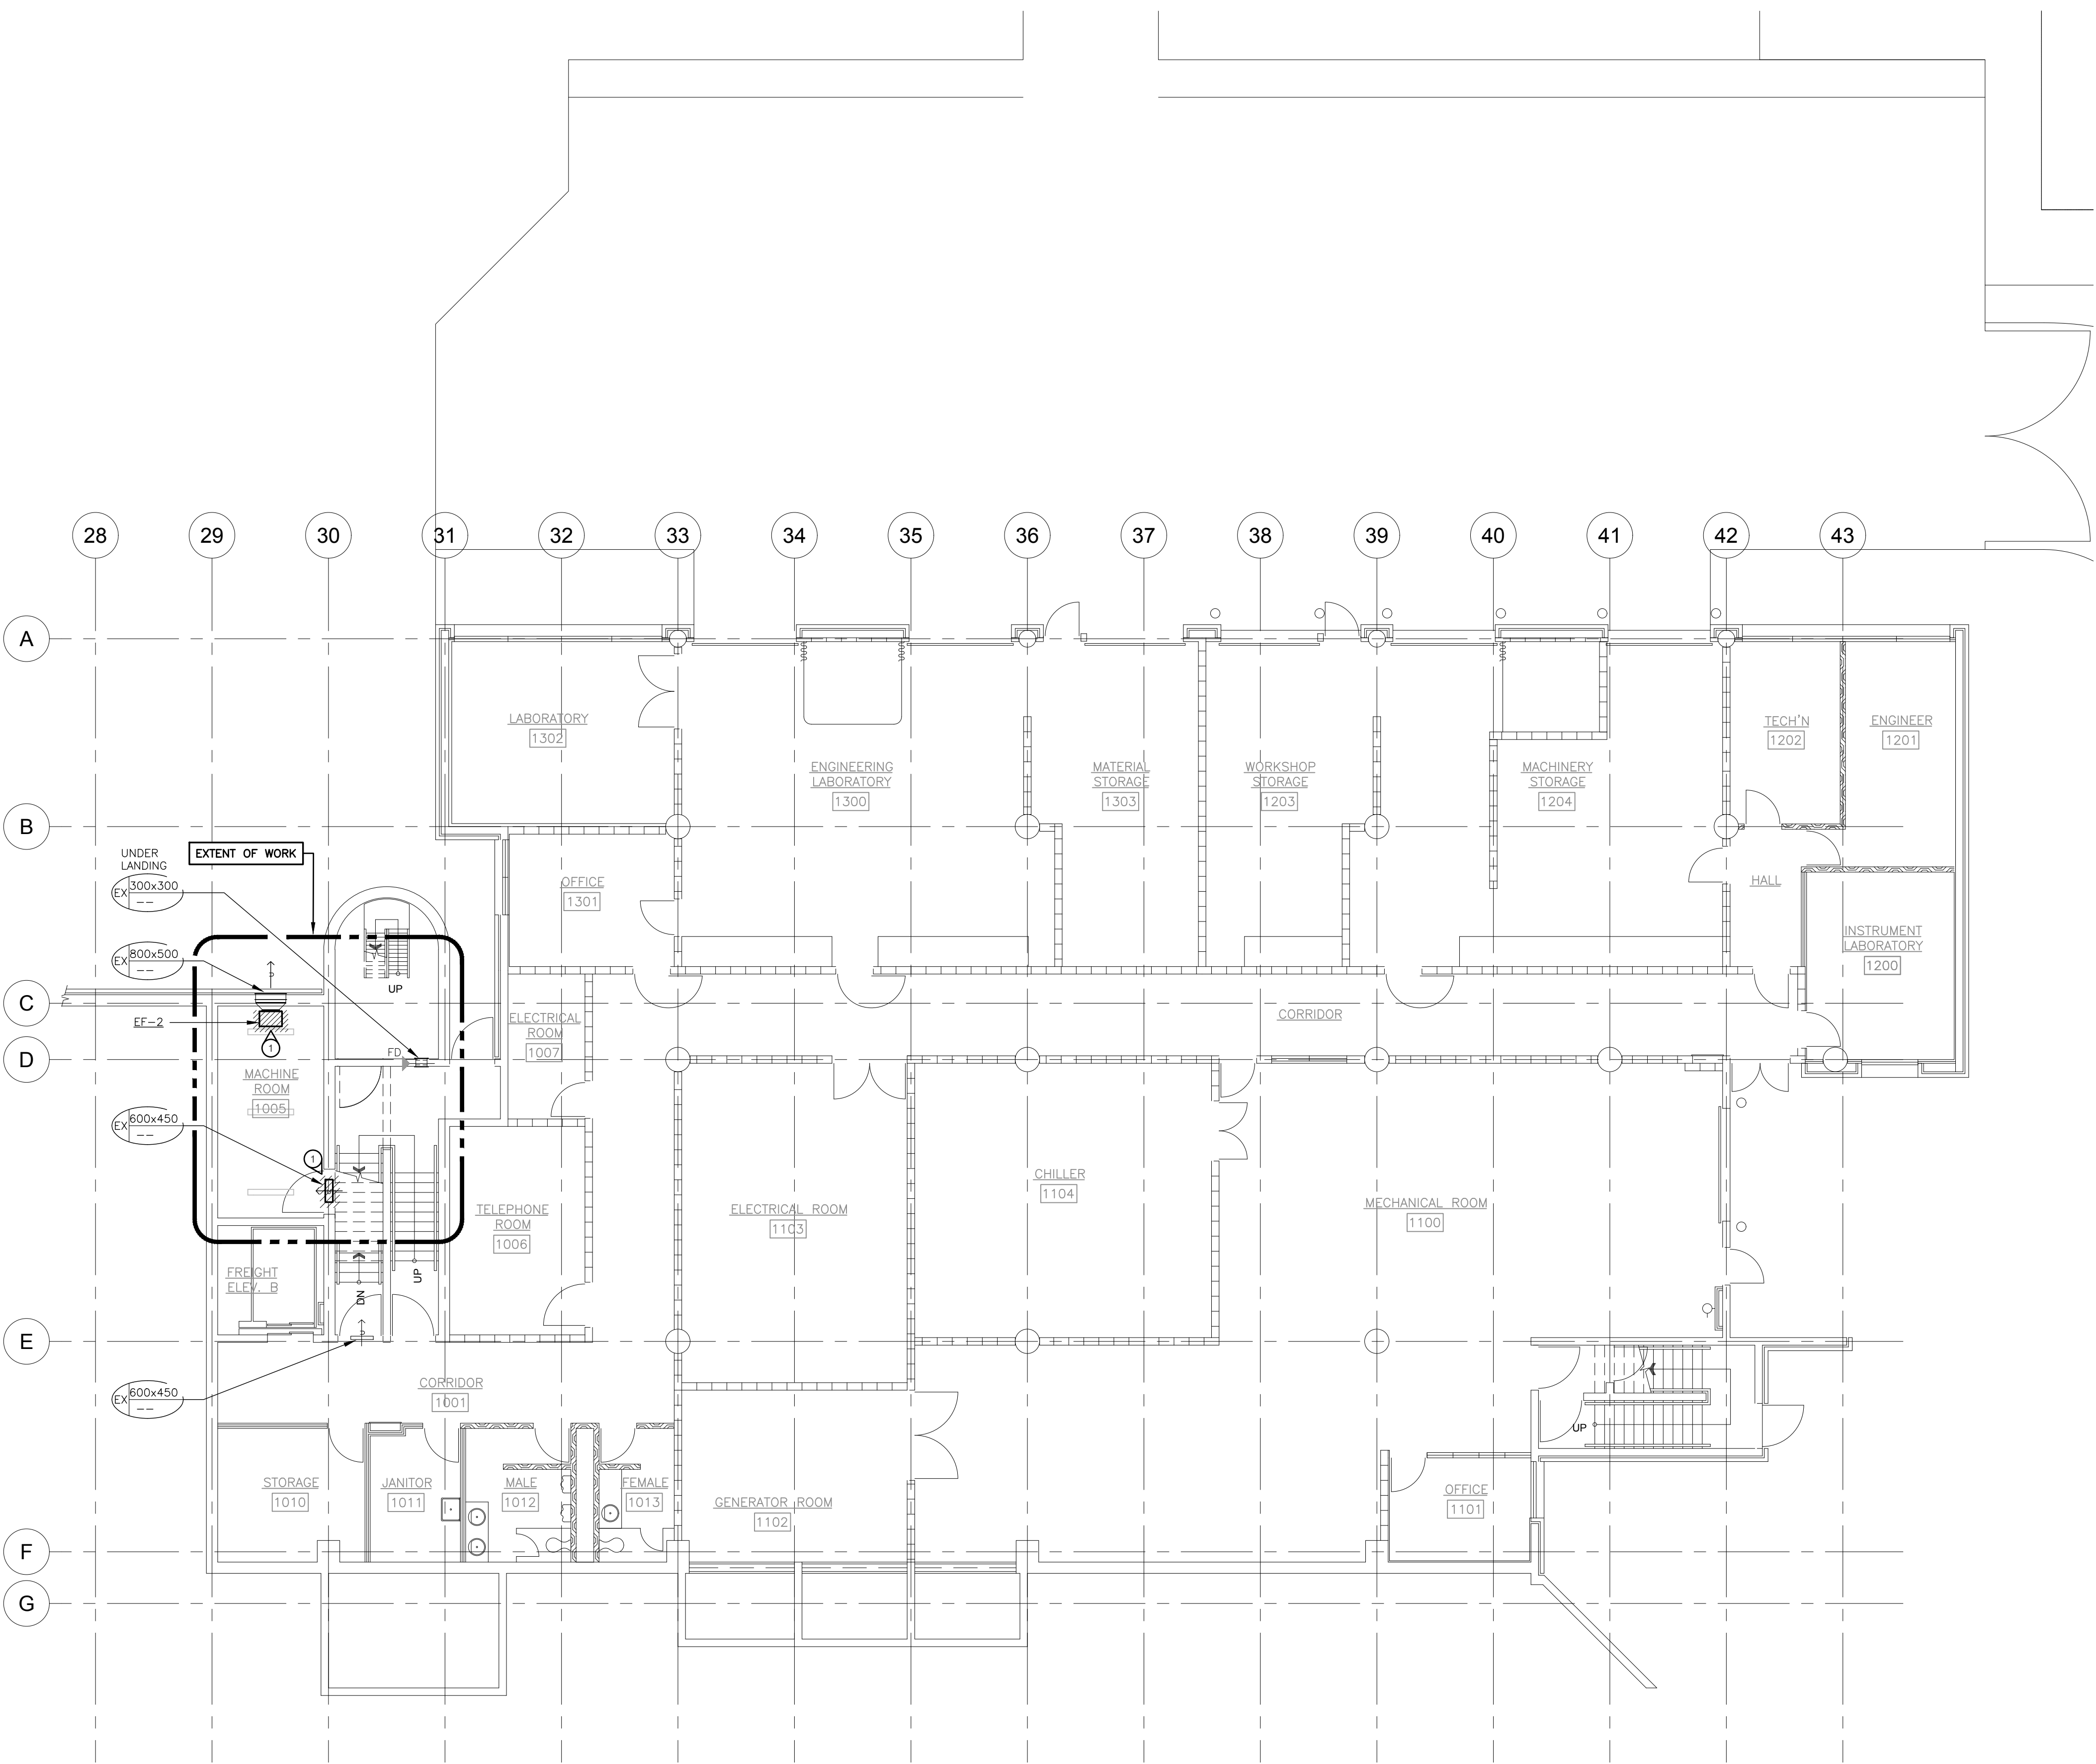 28 29 30 31 32 33 34 35 36 37 38 39 40 41 42 43
A
LABORATORY
1302
ENGINEERING
LABORATORY
1300
MATERIAL
STORAGE
1303
WORKSHOP
STORAGE
1203
MACHINERY
STORAGE
1204
TECH'N
1202
ENGINEER
1201
B
UNDER
LANDING
EXTENT OF WORK
EX 300x300
--
OFFICE
1301
HALL
INSTRUMENT
LABORATORY
1200
EX 800x500
--
UP
C
EF-2
1
ELECTRICAL
ROOM
1007
CORRIDOR
D
FD
MACHINE
ROOM
1005
EX 600x450
--
1
CHILLER
1104
MECHANICAL ROOM
1100
TELEPHONE
ROOM
1006
ELECTRICAL ROOM
1103
FREIGHT
ELEV. B
DN
UP
E
EX 600x450
--
CORRIDOR
1001
UP
STORAGE
1010
JANITOR
1011
MALE
1012
FEMALE
1013
GENERATOR ROOM
1102
OFFICE
1101
F
G